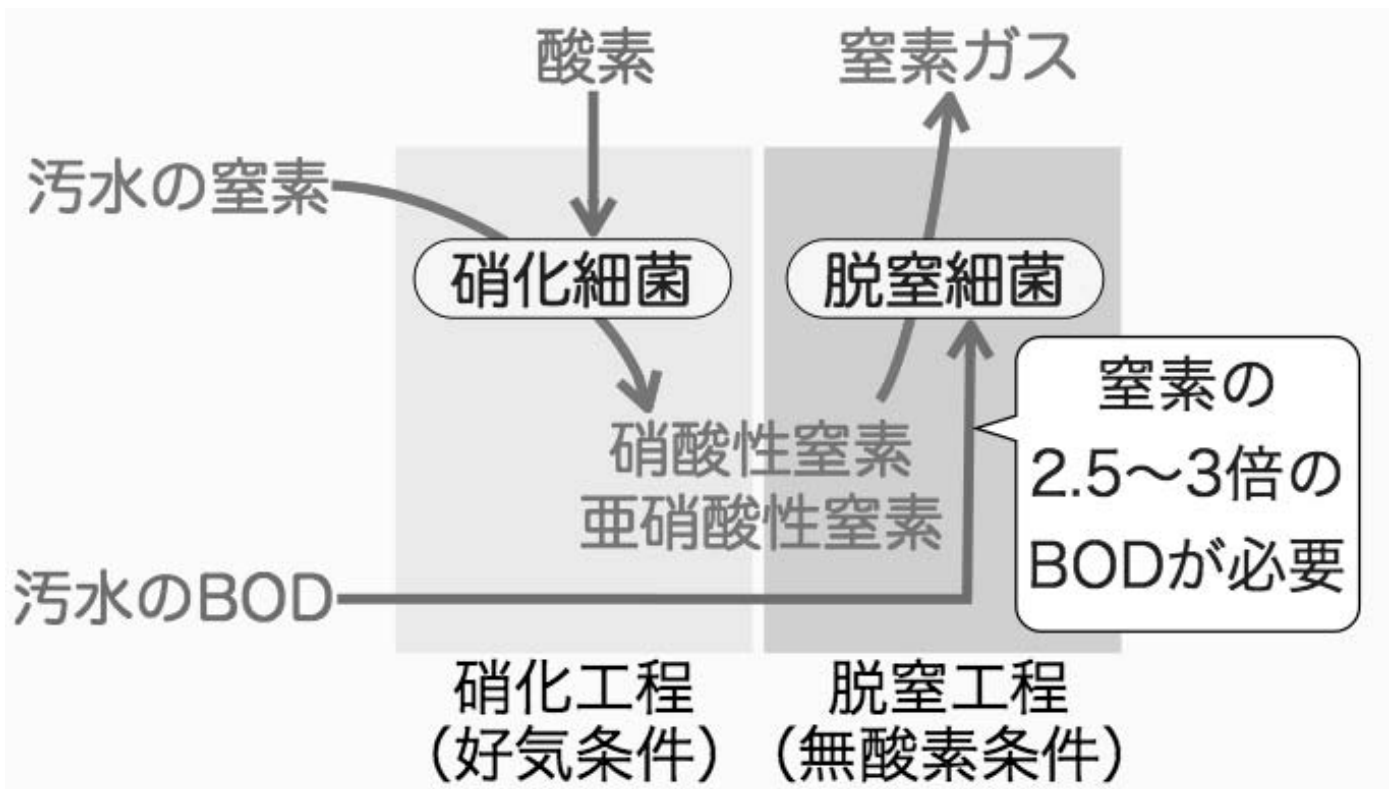 酸素
窒素ガス
汚水の窒素
硝化細菌
脱窒細菌
窒素の
2.5～3倍の
BODが必要
硝酸性窒素
亜硝酸性窒素
汚水のBOD
硝化工程
（好気条件）
脱窒工程
（無酸素条件）